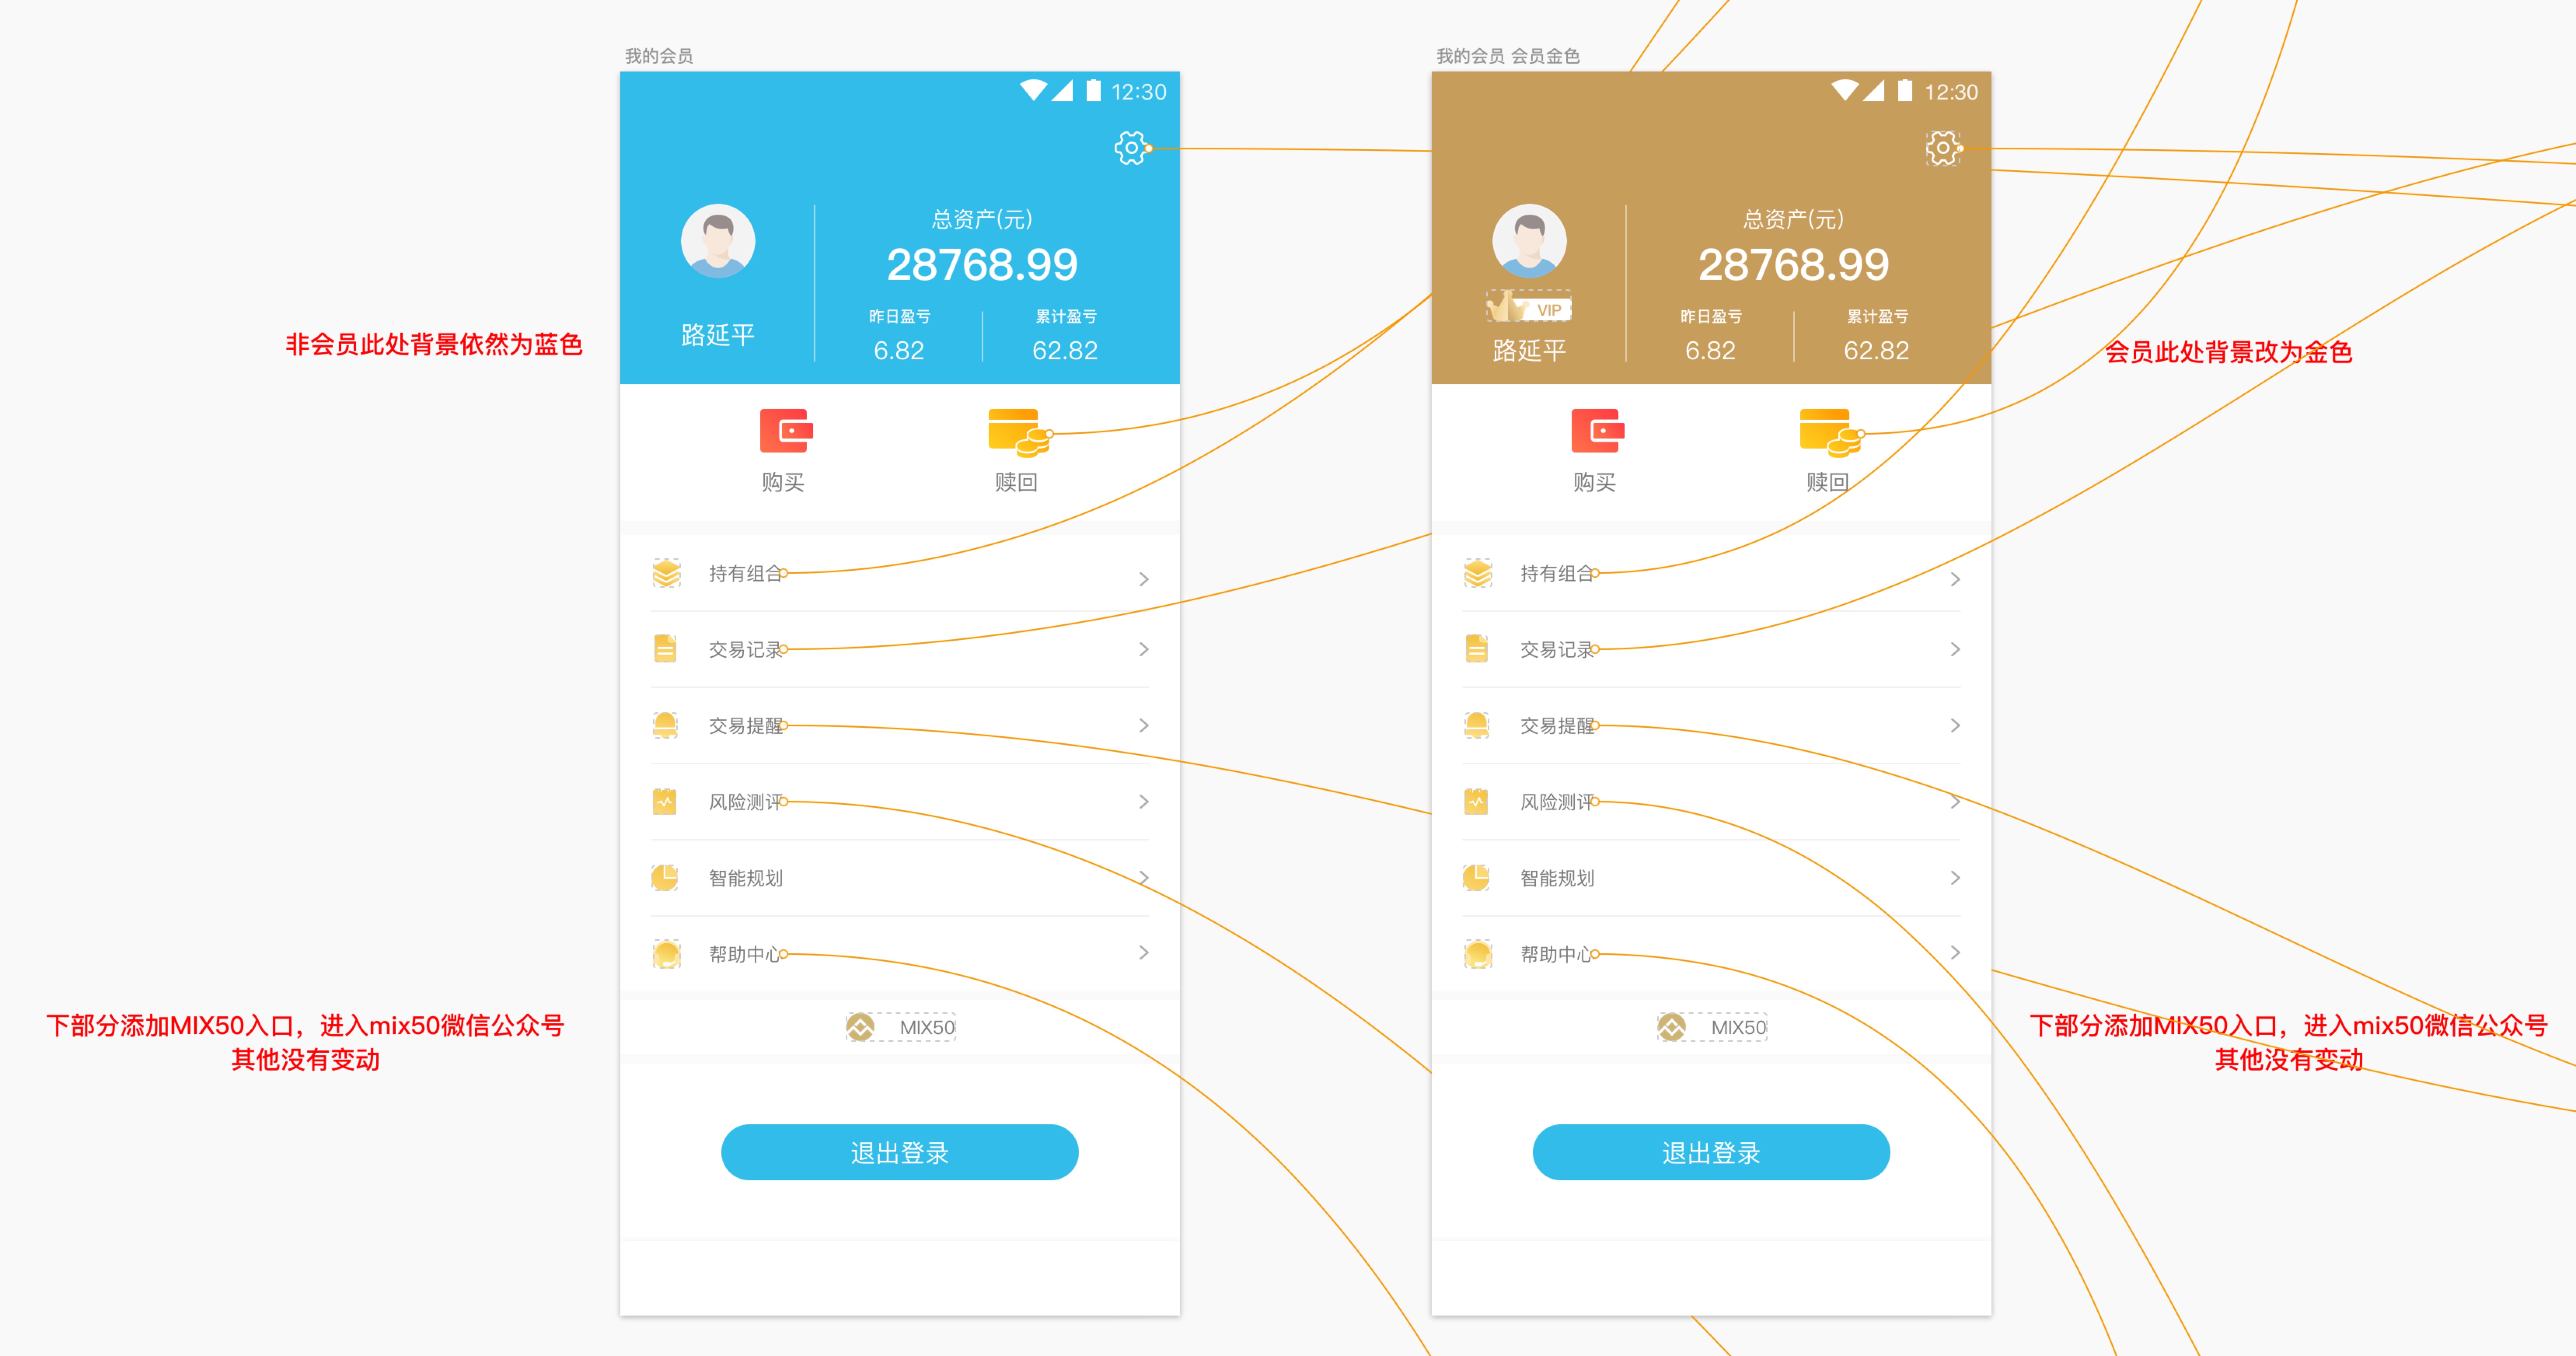 我的会员
12:30
总资产(元)
28768.99
路延平
昨日盈亏
累计盈亏
6.82
62.82
购买
赎回
持有组合
交易记录
交易提醒
风险测评
智能规划
帮助中心
MIX50
退出登录
非会员此处背景依然为蓝色
下部分添加MIX50入口，进入mix50微信公众号
其他没有变动
我的会员 会员金色
12:30
总资产(元)
28768.99
VIP
路延平
昨日盈亏
累计盈亏
6.82
62.82
购买
赎回
持有组合
交易记录
交易提醒
风险测评
智能规划
帮助中心
MIX50
退出登录
会员此处背景改为金色
下部分添加MIX50入口，进入mix50微信公众号
其他没有变动